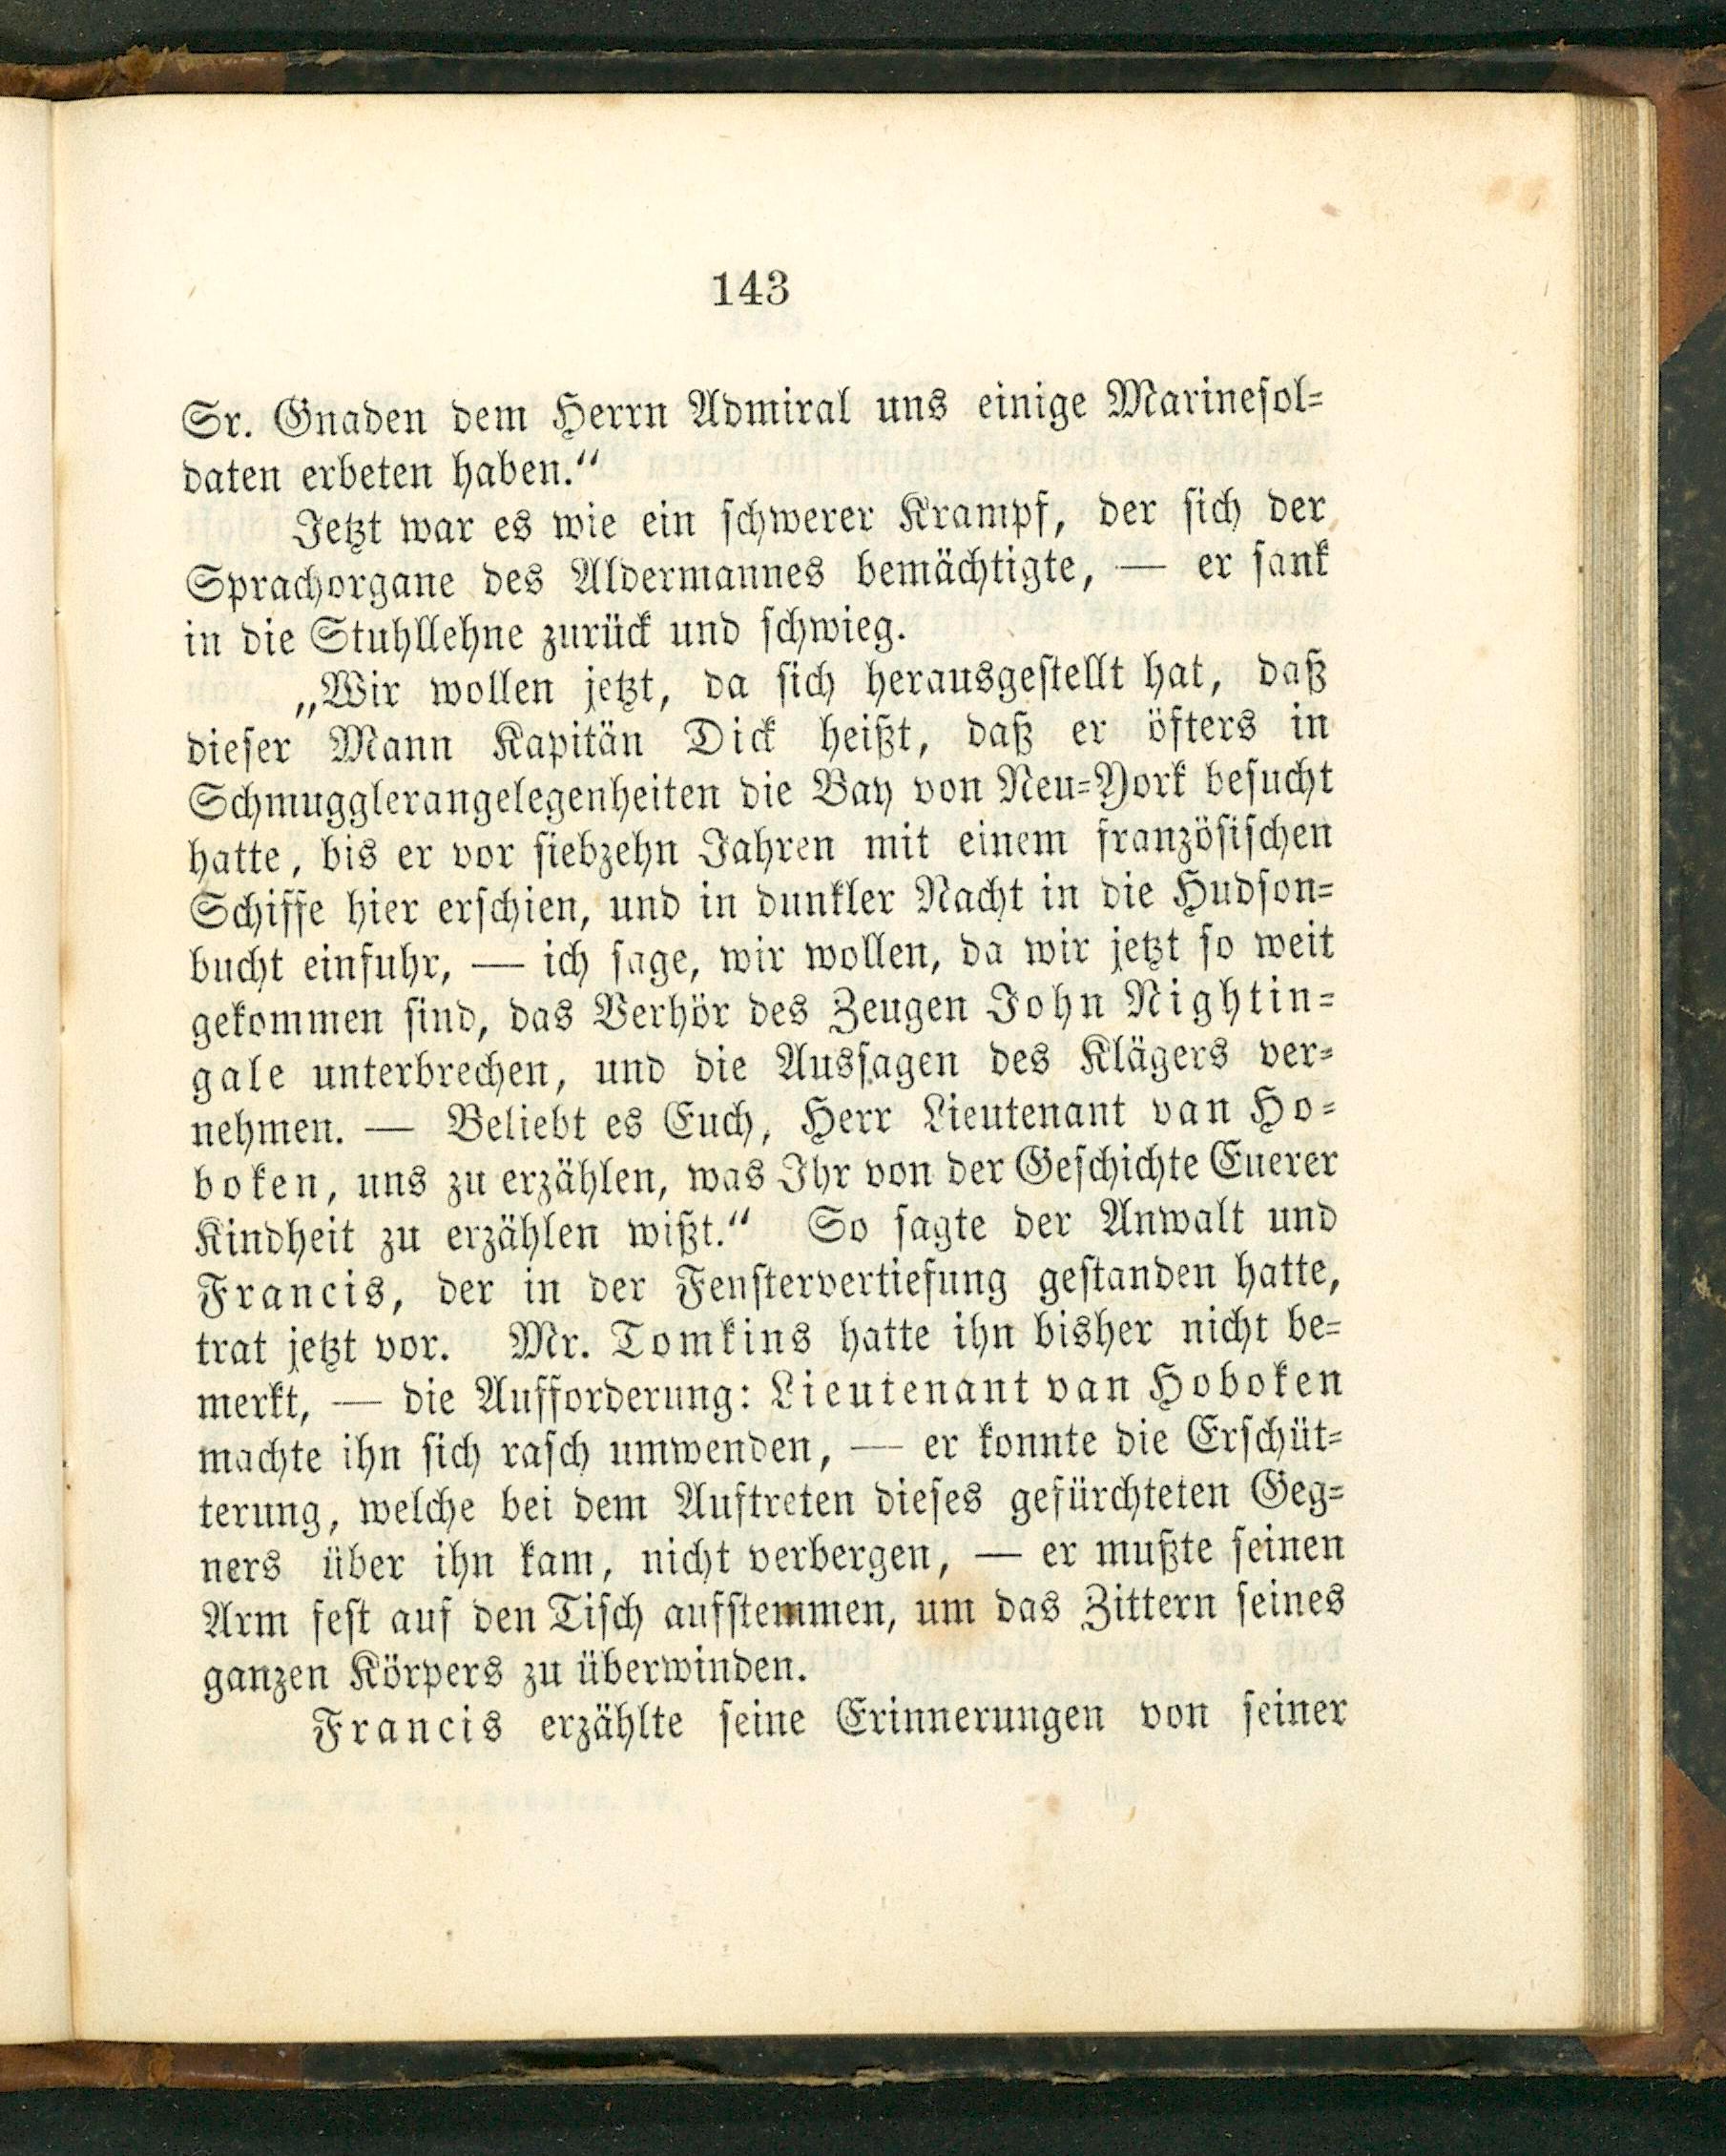 143
Sr. Gnaden dem Herrn Admiral uns einige Marinesol-
daten erbeten haben.“
Jetzt war es wie ein schwerer Krampf, der sich der
Sprachorgane des Aldermannes bemächtigte, — er sank
in die Stuhllehne zurück und schwieg.
„Wir wollen jetzt, da sich herausgestellt hat, daß
dieser Mann Kapitän Dick heißt, daß er öfters in
Schmugglerangelegenheiten die Bay von Neu-York besucht
hatte, bis er vor siebzehn Jahren mit einem französischen
Schiffe hier erschien, und in dunkler Nacht in die Hudson-
bucht einfuhr, — ich sage, wir wollen, da wir jetzt so weit
gekommen sind, das Verhör des Zeugen John Nightin-
gale unterbrechen, und die Aussagen des Klägers ver-
nehmen. — Beliebt es Euch, Herr Lieutenant van Ho-
boken, uns zu erzählen, was Ihr von der Geschichte Euerer
Kindheit zu erzählen wißt.“ So sagte der Anwalt und
Francis, der in der Fenstervertiefung gestanden hatte,
trat jetzt vor. Mr. Tomkins hatte ihn bisher nicht be-
merkt, — die Aufforderung: Lieutenant van Hoboken
machte ihn sich rasch umwenden, — er konnte die Erschüt-
terung, welche bei dem Auftreten dieses gefürchteten Geg-
ners über ihn kam, nicht verbergen, — er mußte seinen
Arm fest auf den Tisch aufstemmen, um das Zittern seines
ganzen Körpers zu überwinden.
Francis erzählte seine Erinnerungen von seiner